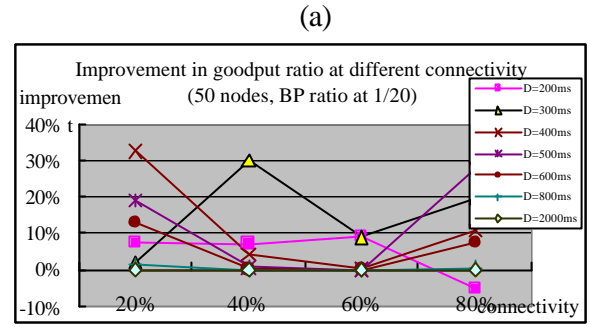 (a)
Improvement in goodput ratio at different connectivity
(50 nodes, BP ratio at 1/20)
improvemen
t
40%
30%
20%
10%
0%
-10%
20% 40% 60% 80%
connectivity
D=200ms
D=300ms
D=400ms
D=500ms
D=600ms
D=800ms
D=2000ms